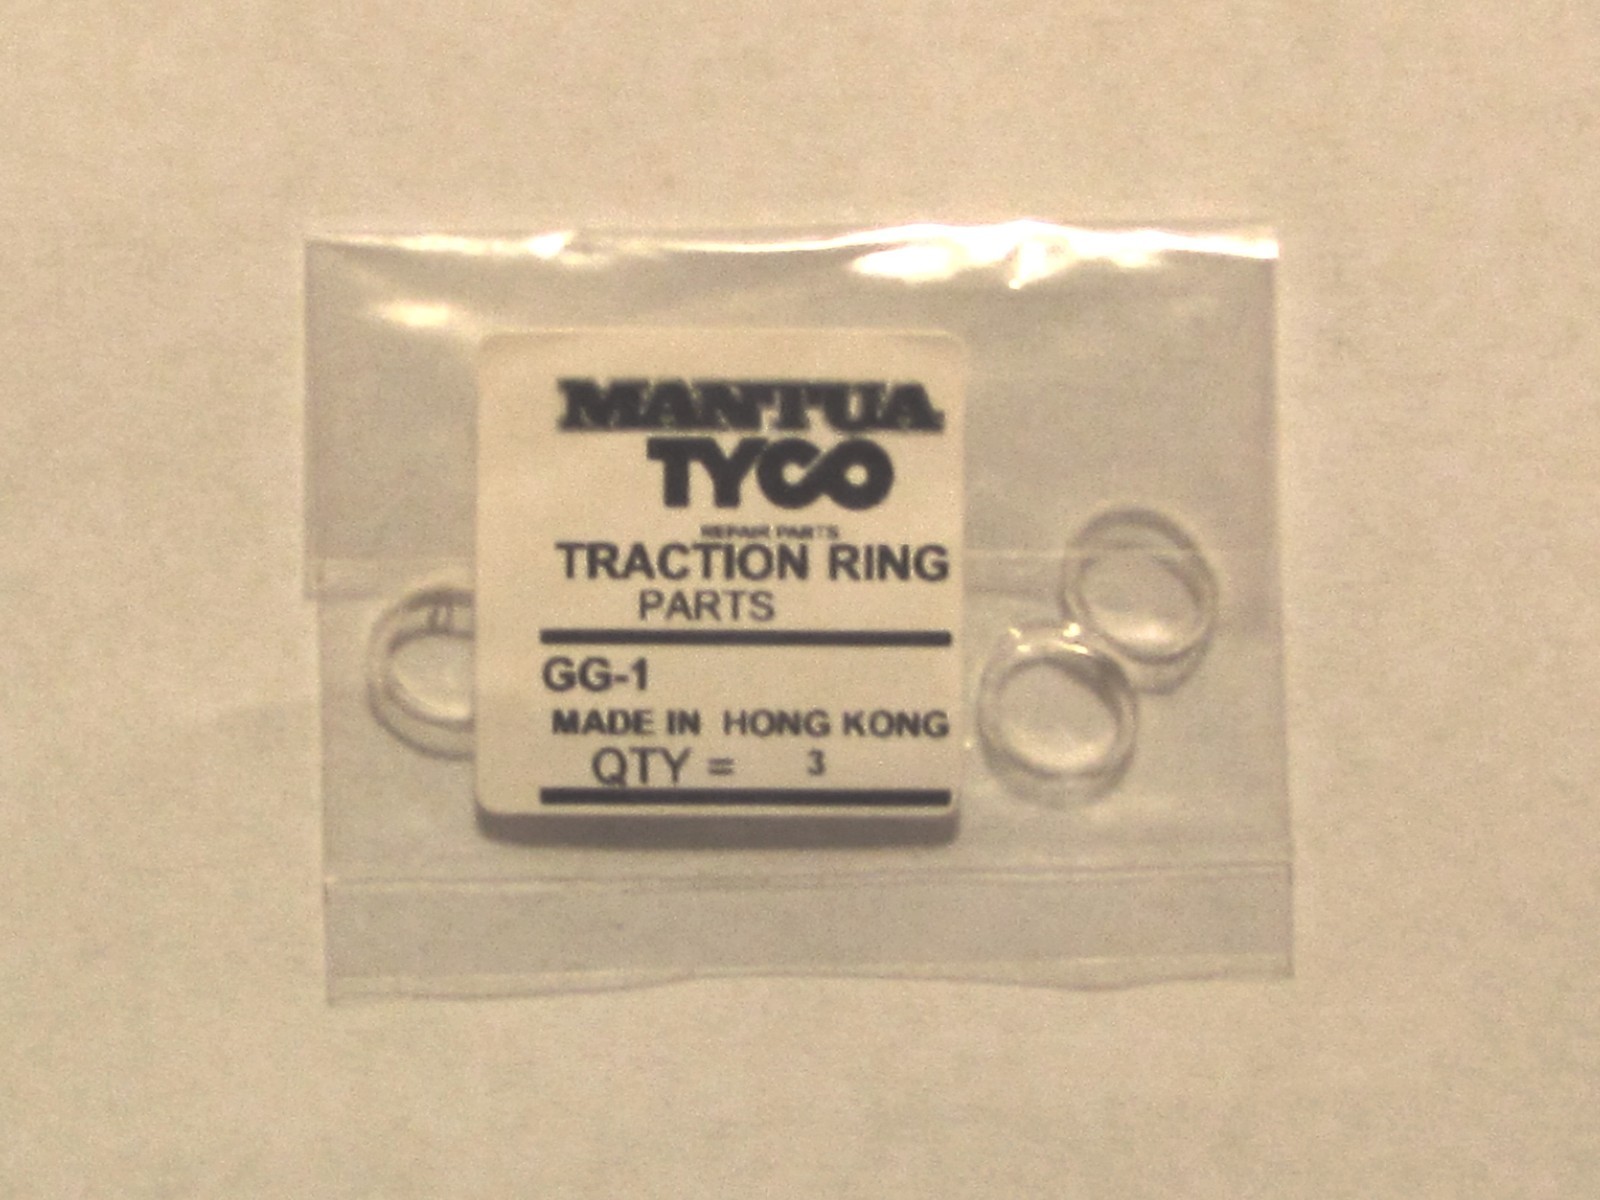 MANTUA
TYCO
REPAIR PARTS
TRACTION RING
PARTS
GG-1
MADE IN HONG KONG
QTY = 3